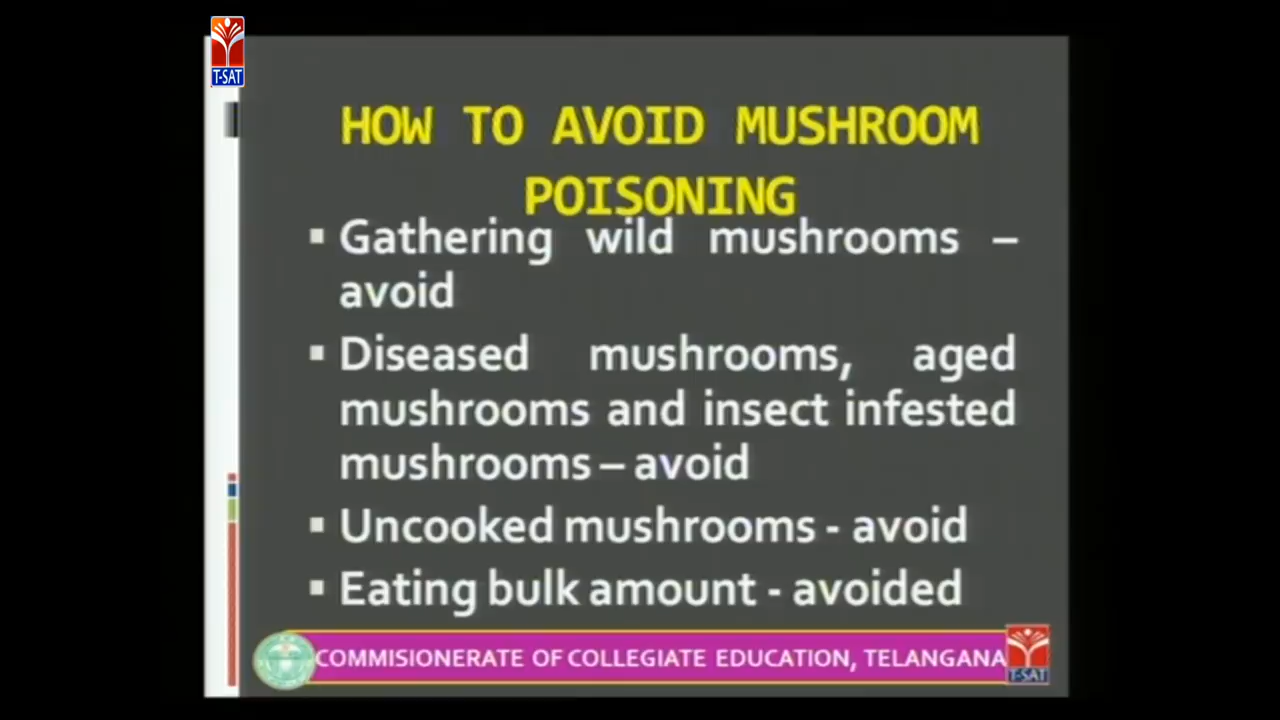 T-SAT
HOW TO AVOID MUSHROOM
POISONING
▪ Gathering wild mushrooms –
avoid
▪ Diseased mushrooms, aged
mushrooms and insect infested
mushrooms – avoid
▪ Uncooked mushrooms - avoid
▪ Eating bulk amount - avoided
COMMISIONERATE OF COLLEGIATE EDUCATION, TELANGANA
T-SAT